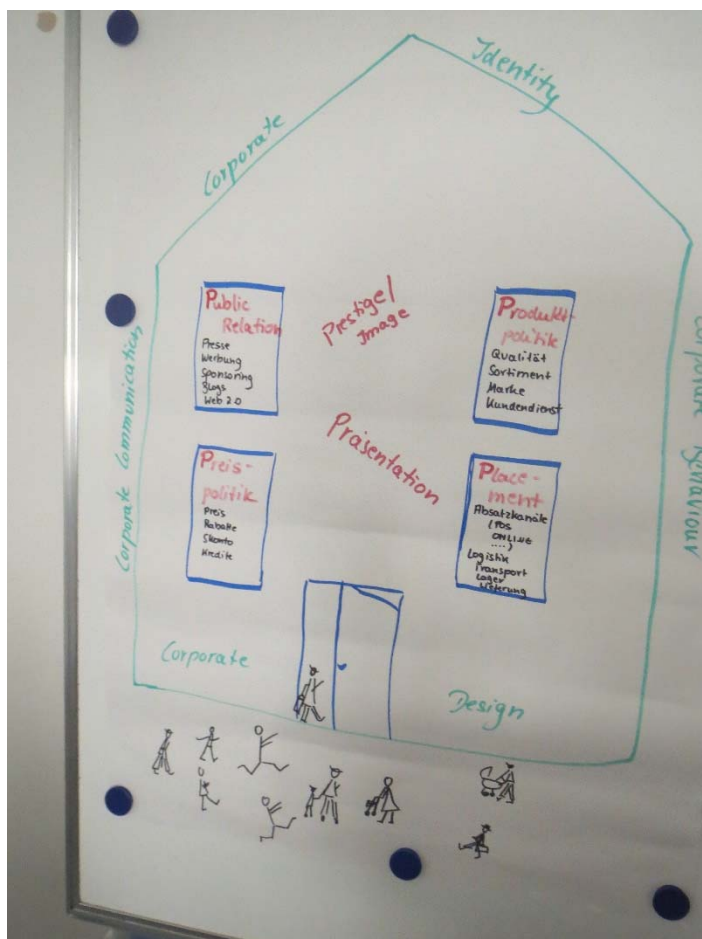 Corporate
Identity
Public
Relation
Presse
Werbung
Sponsoring
Blogs
Web 2.0
Prestige/
Image
Produkt-
politik
Qualität
Sortiment
Marke
Kundendienst
Corporate Communication
Präsentation
Behaviour
Preis-
politik
Preis
Rabatte
Skonto
Kredite
Place-
ment
Absatzkanäle
(POS
ONLINE
....)
Logistik
Transport
Lager
Lieferung
Corporate
Design